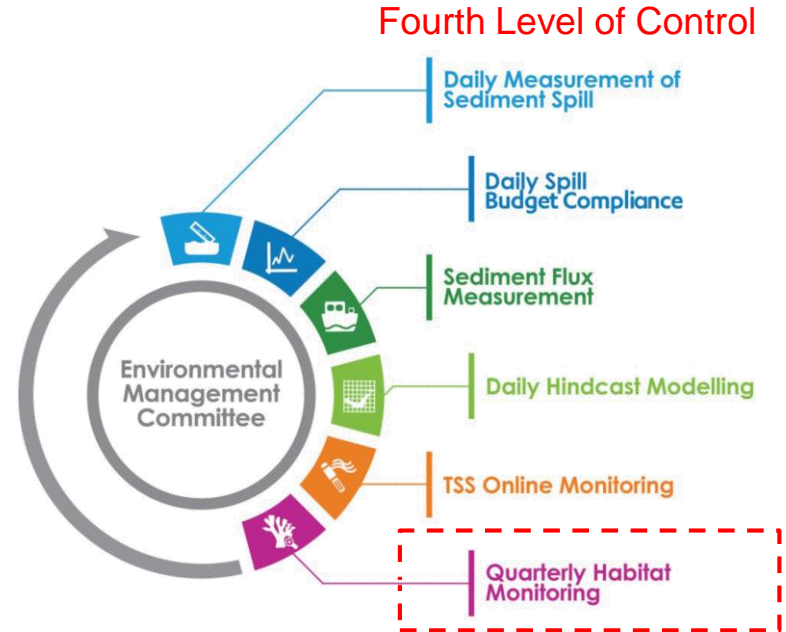 Fourth Level of Control
Daily Measurement of
Sediment Spill
Daily Spill
Budget Compliance
Sediment Flux
Measurement
Environmental
Management
Committee
Daily Hindcast Modelling
TSS Online Monitoring
Quarterly Habitat
Monitoring